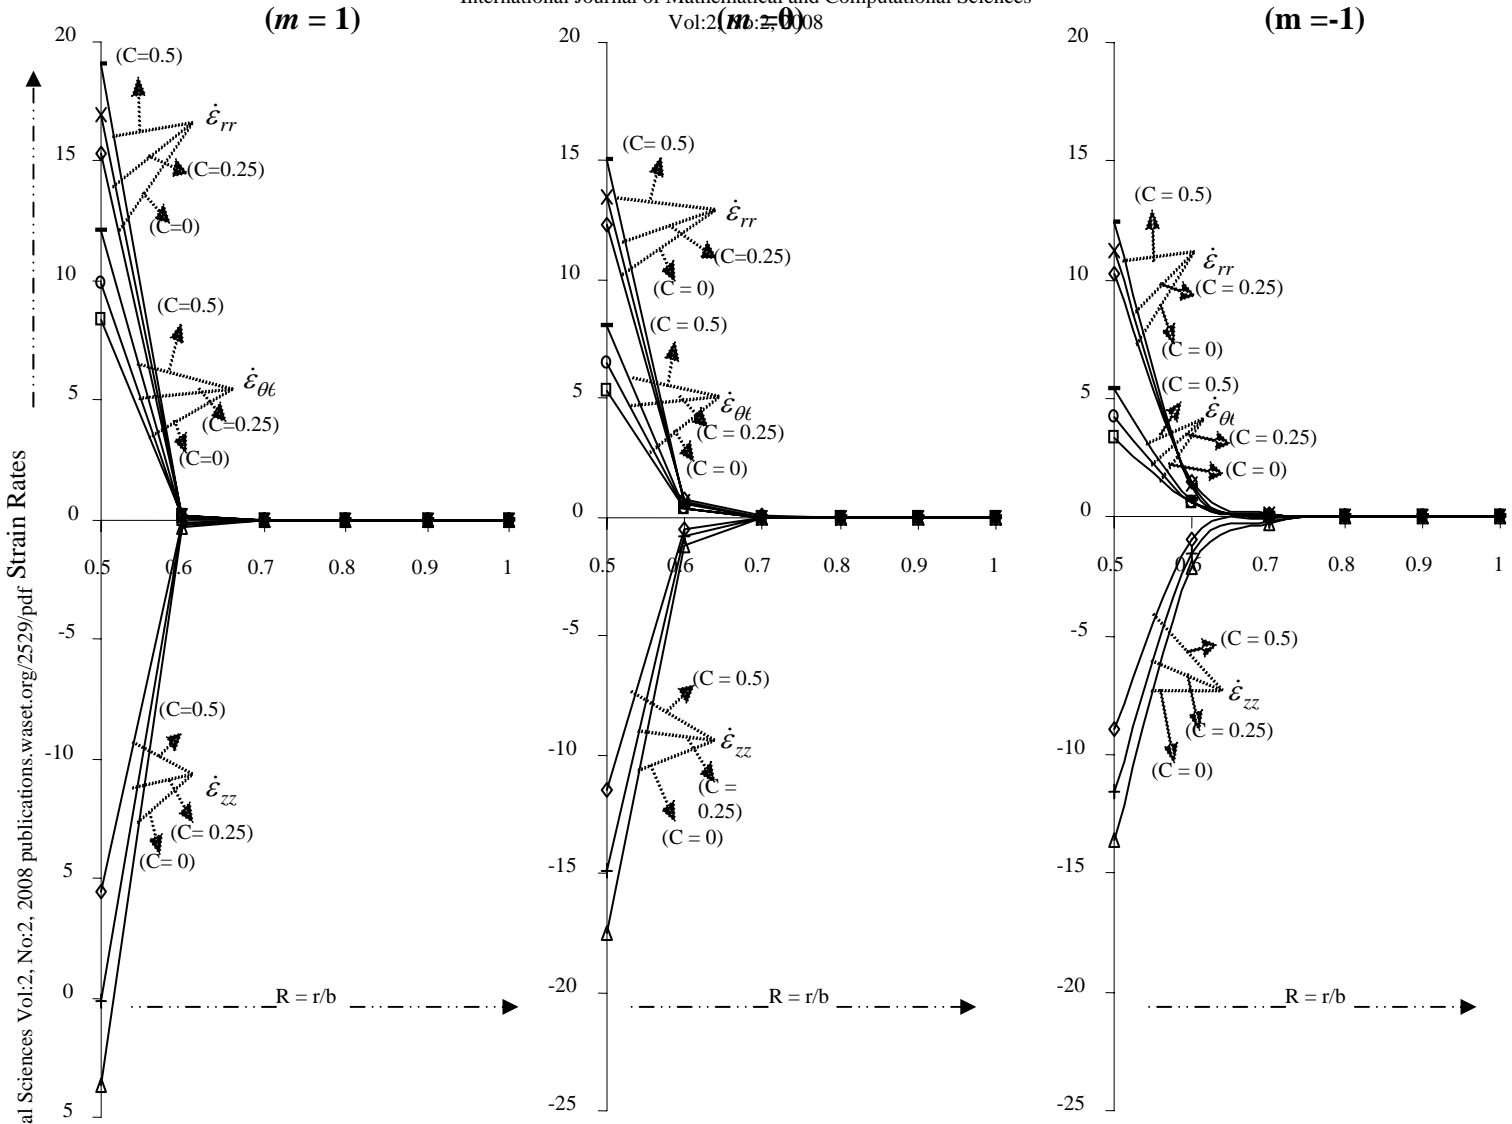 International Journal of Mathematical and Computational Sciences
Vol:2, No:2, 2008
(m = 1)
(m =0)
(m =-1)
al Sciences Vol:2, No:2, 2008 publications.waset.org/2529/pdf
Strain Rates
20
15
10
5
0
-5
-10
5
0
5
0.5
0.6
0.7
0.8
0.9
1
(C=0.5)
ε̇rr
(C=0.25)
(C=0)
(C=0.5)
ε̇θθ
(C=0.25)
(C=0)
(C=0.5)
ε̇zz
(C= 0.25)
(C= 0)
R = r/b
20
15
10
5
0
-5
-10
-15
-20
-25
0.5
0.6
0.7
0.8
0.9
1
(C= 0.5)
ε̇rr
(C=0.25)
(C = 0)
(C = 0.5)
ε̇θθ
(C = 0.25)
(C = 0)
(C = 0.5)
ε̇zz
(C =
0.25)
(C = 0)
R = r/b
20
15
10
5
0
-5
-10
-15
-20
-25
0.5
0.6
0.7
0.8
0.9
1
(C = 0.5)
ε̇rr
(C = 0.25)
(C = 0)
(C = 0.5)
ε̇θθ
(C = 0.25)
(C = 0)
(C = 0.5)
ε̇zz
(C = 0.25)
(C = 0)
R = r/b